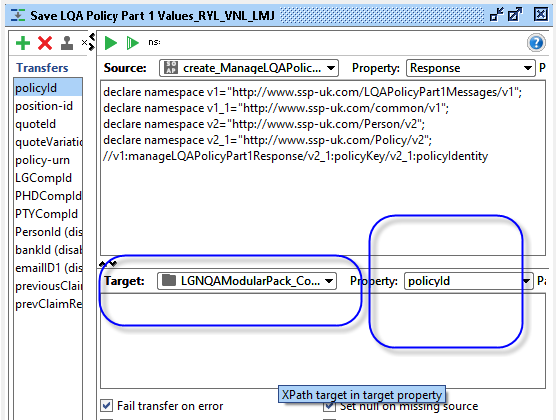 Save LQA Policy Part 1 Values_RYL_VNL_LMJ
ns:
Transfers
Source: create_ManageLQAPolic... Property: Response P
policyId
position-id
quoteId
quoteVariatio
policy-urn
LGCompId
PHDCompId
PTYCompId
PersonId (disa
bankId (disab
emailID1 (disa
previousClain
prevClaimRe
declare namespace v1="http://www.ssp-uk.com/LQAPolicyPart1Messages/v1";
declare namespace v1_1="http://www.ssp-uk.com/common/v1";
declare namespace v2="http://www.ssp-uk.com/Person/v2";
declare namespace v2_1="http://www.ssp-uk.com/Policy/v2";
//v1:manageLQAPolicyPart1Response/v2_1:policyKey/v2_1:policyIdentity
Target: LGNQAModularPack_Co... Property: policyId Pa
XPath target in target property
Fail transfer on error Set null on missing source